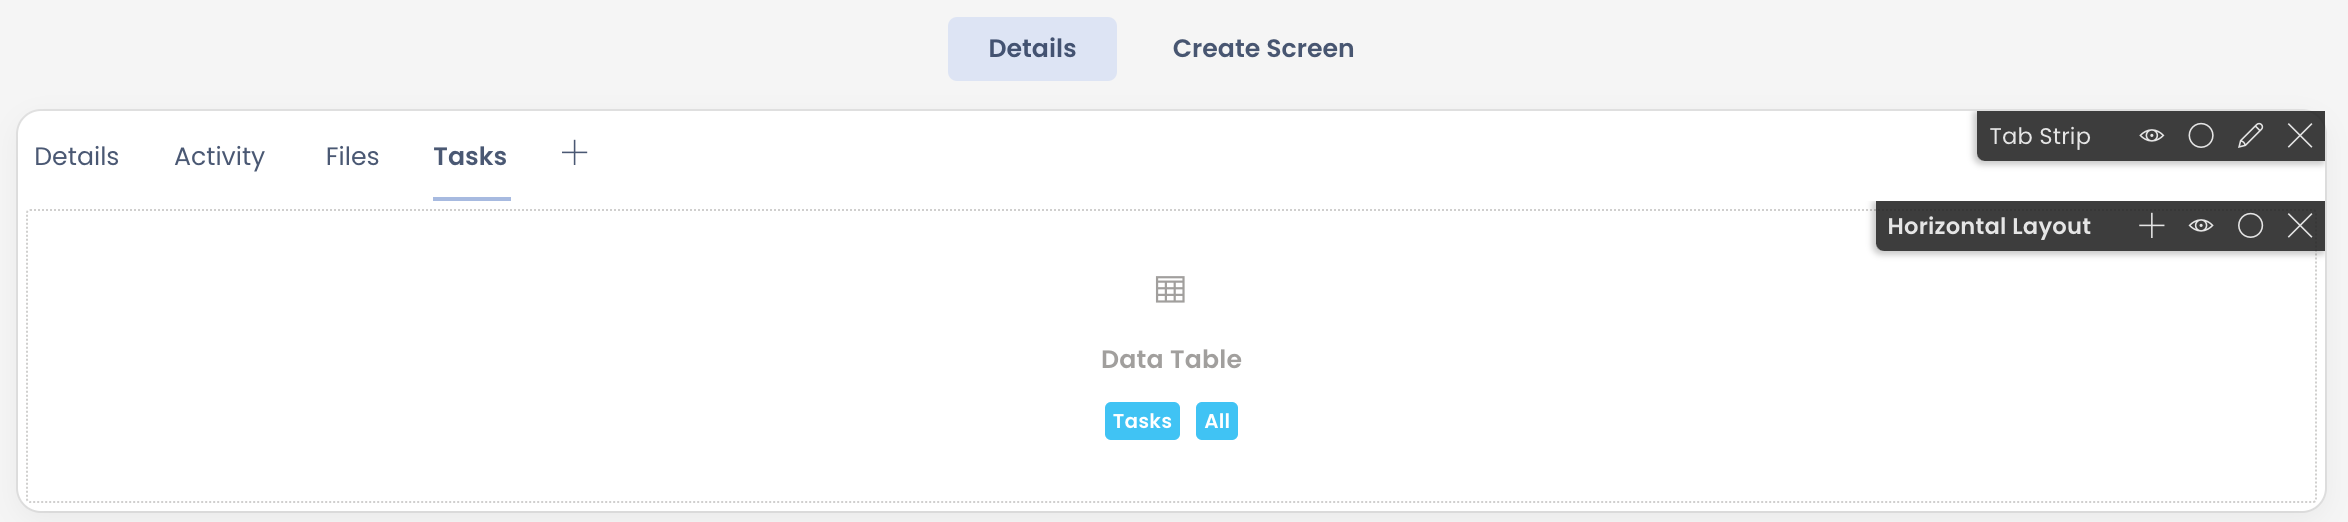 Details Create Screen
Details Activity Files Tasks Tab Strip
Horizontal Layout
Data Table
Tasks All